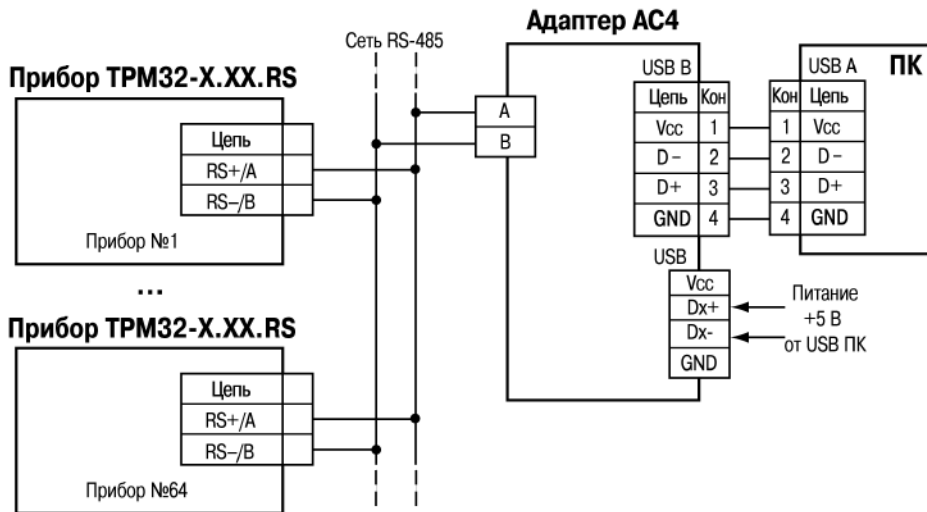 Адаптер АС4
Сеть RS-485
Прибор ТРМ32-Х.ХХ.RS
Цепь
RS+/A
RS–/B
Прибор №1
...
Прибор ТРМ32-Х.ХХ.RS
Цепь
RS+/A
RS–/B
Прибор №64
A
B
USB B
Цепь Кон
Vcc 1
D – 2
D+ 3
GND 4
USB
Vcc
Dx+
Dx-
GND
ПК
USB A
Кон Цепь
1 Vcc
2 D –
3 D+
4 GND
Питание
+5 В
от USB ПК